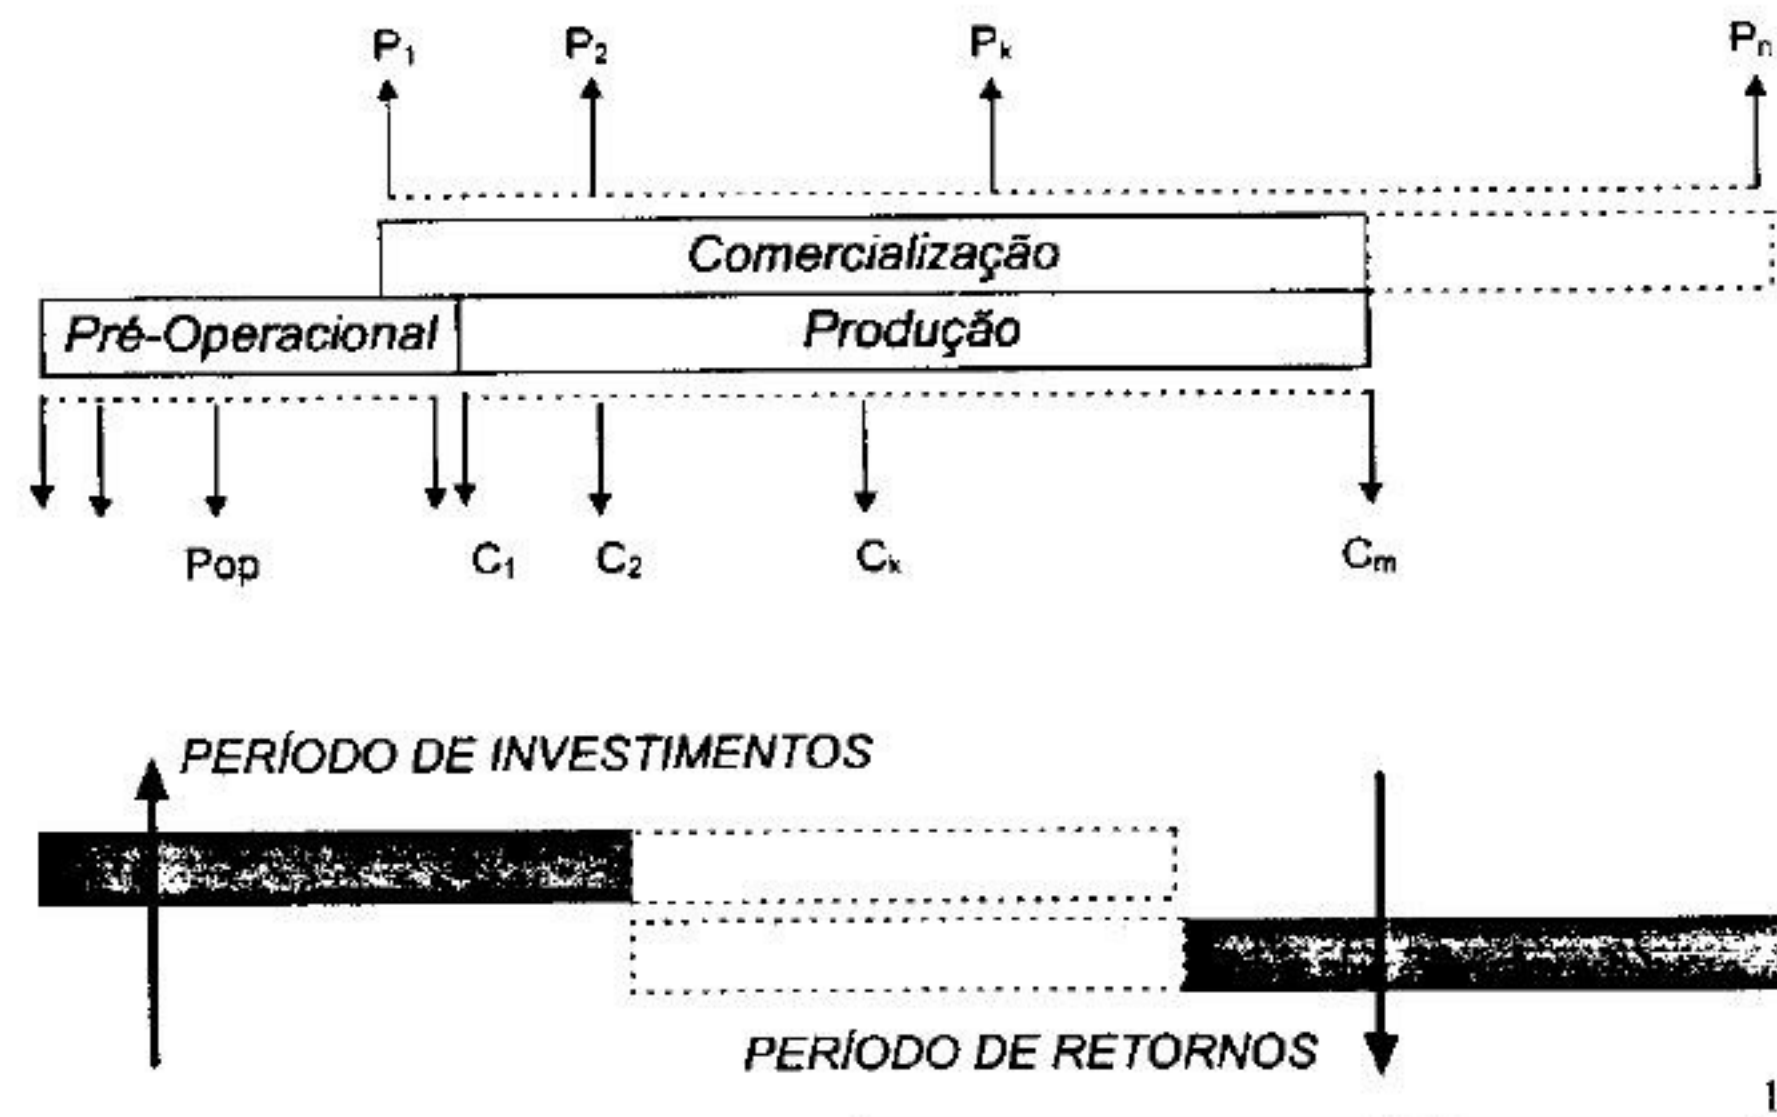 P₁ P₂ Pₖ Pₙ
Comercialização
Pré-Operacional Produção
Pop C₁ C₂ Cₖ Cₘ
PERÍODO DE INVESTIMENTOS
PERÍODO DE RETORNOS
1